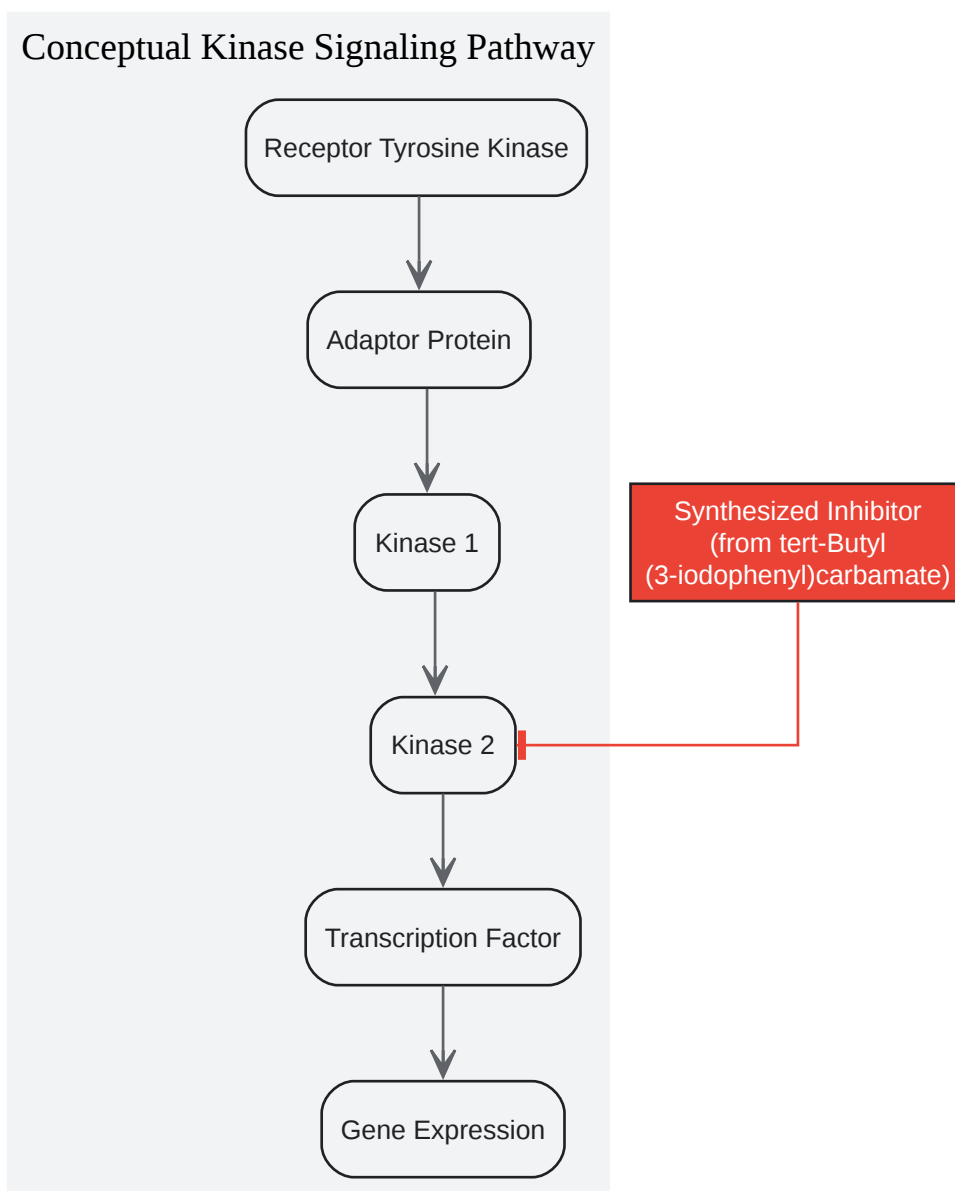 Conceptual Kinase Signaling Pathway
Receptor Tyrosine Kinase
Adaptor Protein
Kinase 1
Synthesized Inhibitor
(from tert-Butyl
(3-iodophenyl)carbamate)
Kinase 2
Transcription Factor
Gene Expression